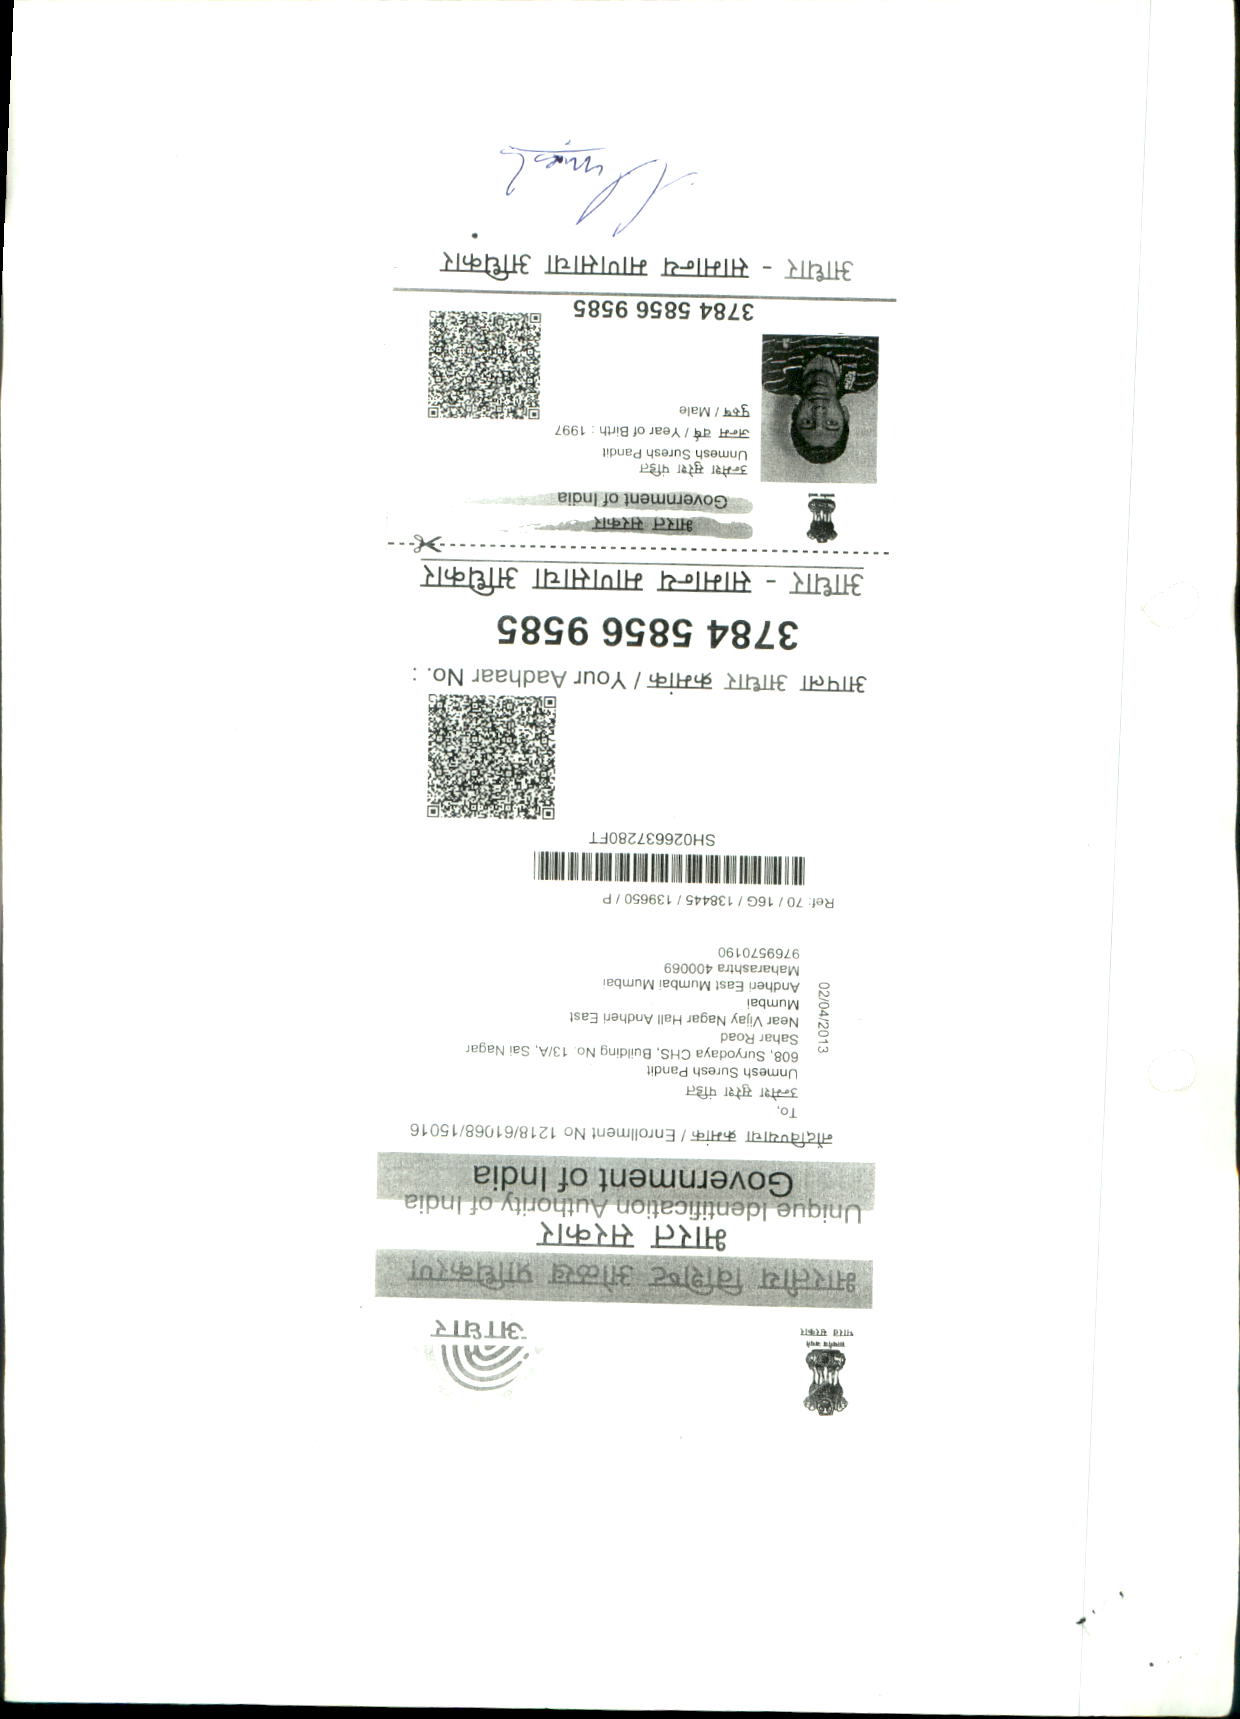 भारत सरकार
आधार
भारतीय विशिष्ट ओळख प्राधिकरण
भारत सरकार
Unique Identification Authority of India
Government of India
नोंदविण्याचा क्रमांक / Enrollment No 1218/61068/15016
To,
उन्मेश सुरेश पंडित
Unmesh Suresh Pandit
608, Suryodaya CHS, Building No. 13/A, Sai Nagar
Sahar Road
Near Vijay Nagar Hall Andheri East
Mumbai
Andheri East Mumbai Mumbai
Maharashtra 400069
9769570190
02/04/2013
Ref: 70 / 16G / 138445 / 139650 / P
SH026637280FT
आपला आधार क्रमांक / Your Aadhaar No. :
3784 5856 9585
आधार - सामान्य माणसाचा अधिकार
भारत सरकार
Government of India
उन्मेश सुरेश पंडित
Unmesh Suresh Pandit
जन्म वर्ष / Year of Birth : 1997
पुरुष / Male
3784 5856 9585
आधार - सामान्य माणसाचा अधिकार